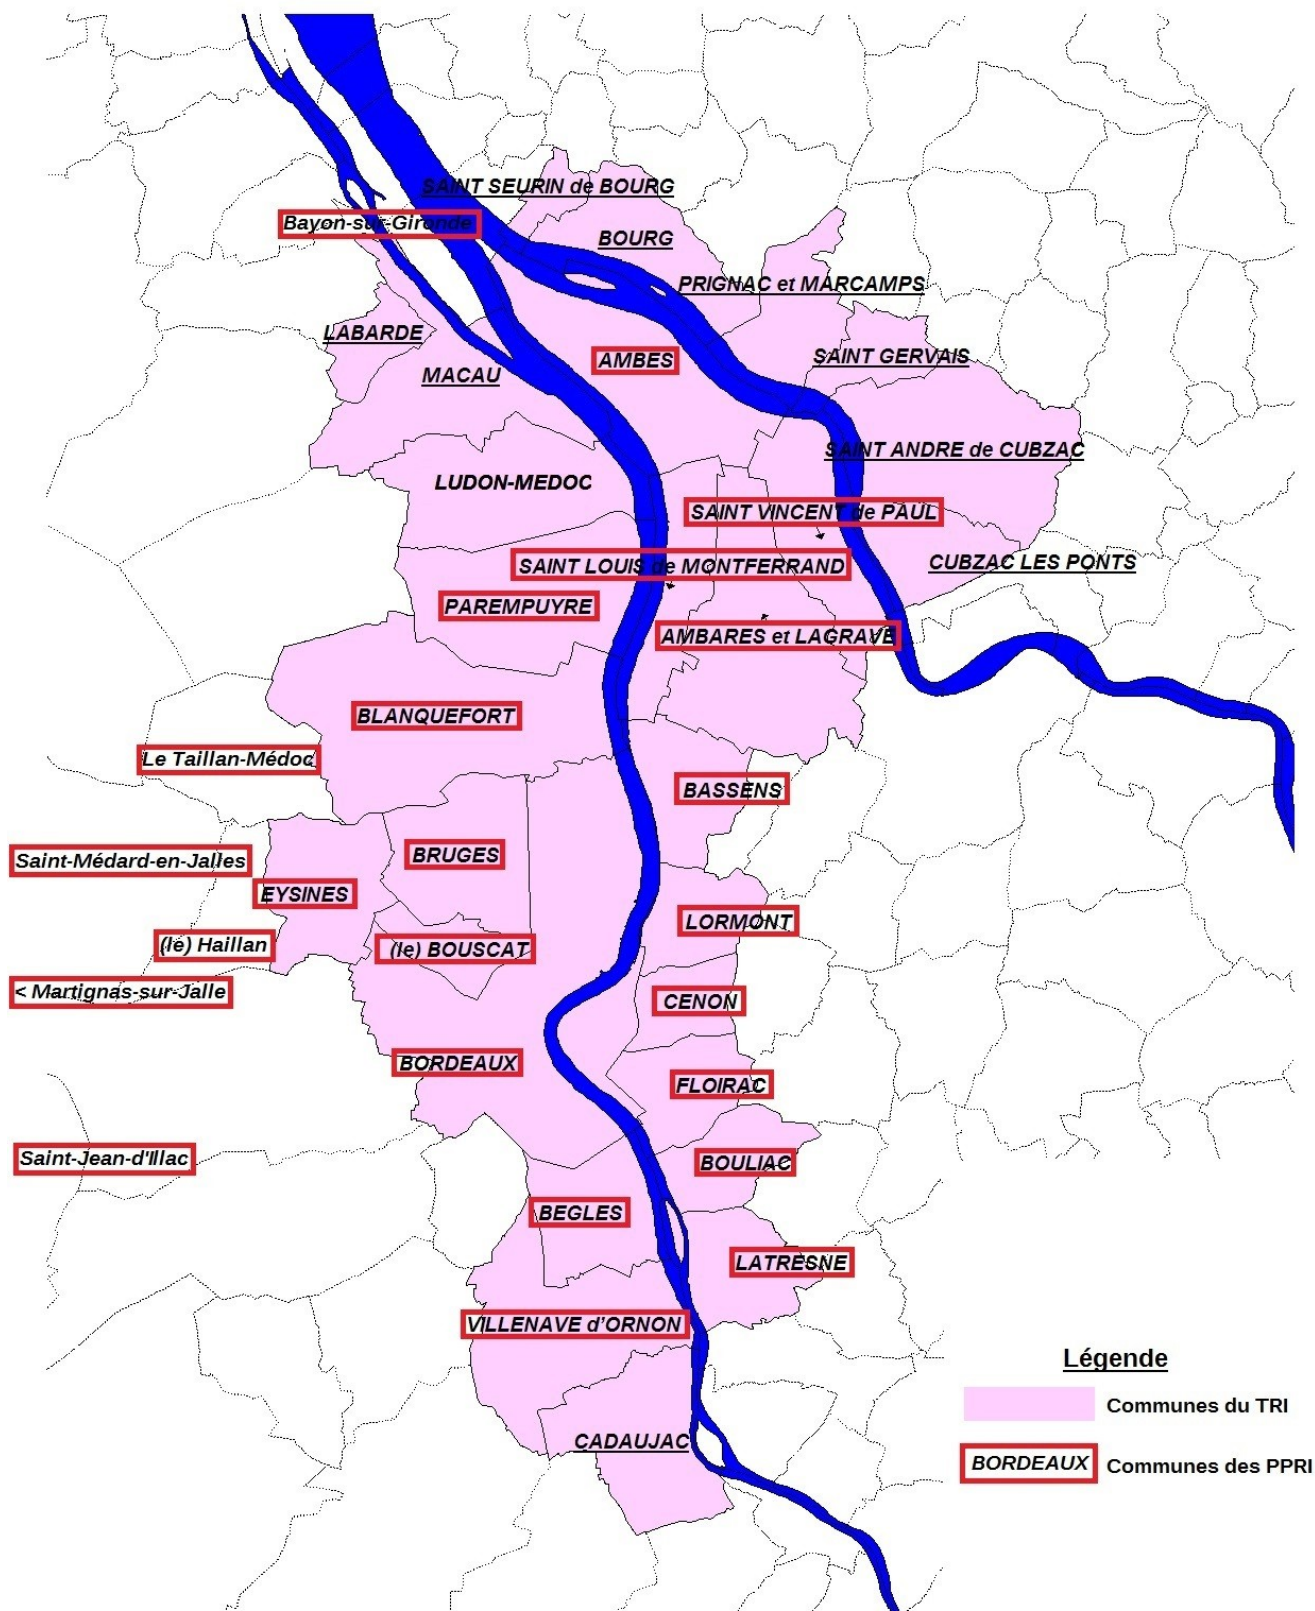 SAINT SEURIN de BOURG
Bayon-sur-Gironde
BOURG
PRIGNAC et MARCAMPS
LABARDE
SAINT GERVAIS
AMBES
MACAU
SAINT ANDRE de CUBZAC
LUDON-MEDOC
SAINT VINCENT de PAUL
CUBZAC LES PONTS
SAINT LOUIS de MONTFERRAND
PAREMPUYRE
AMBARES et LAGRAVE
BLANQUEFORT
Le Taillan-Médoc
BASSENS
BRUGES
Saint-Médard-en-Jalles
EYSINES
LORMONT
(le) Haillan
(le) BOUSCAT
< Martignas-sur-Jalle
CENON
BORDEAUX
FLOIRAC
Saint-Jean-d'Illac
BOULIAC
BEGLES
LATRESNE
VILLENAVE d'ORNON
CADAUJAC
Légende
Communes du TRI
BORDEAUX Communes des PPRI